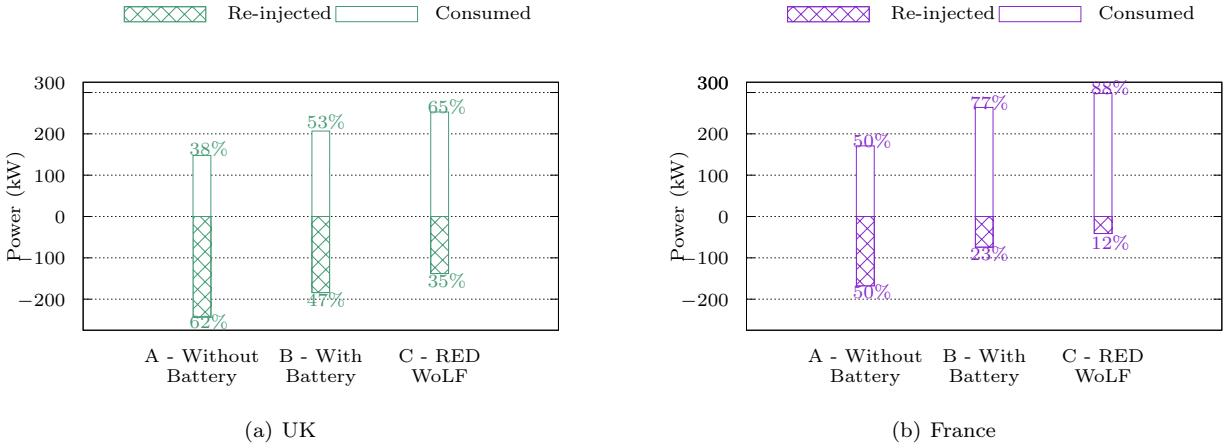 Re-injected Consumed
300
200
100
0
−100
−200
Power (kW)
38%
53%
65%
62%
47%
35%
A - Without Battery
B - With Battery
C - RED WoLF
(a) UK
Re-injected Consumed
300
200
100
0
−100
−200
Power (kW)
50%
77%
88%
50%
23%
12%
A - Without Battery
B - With Battery
C - RED WoLF
(b) France